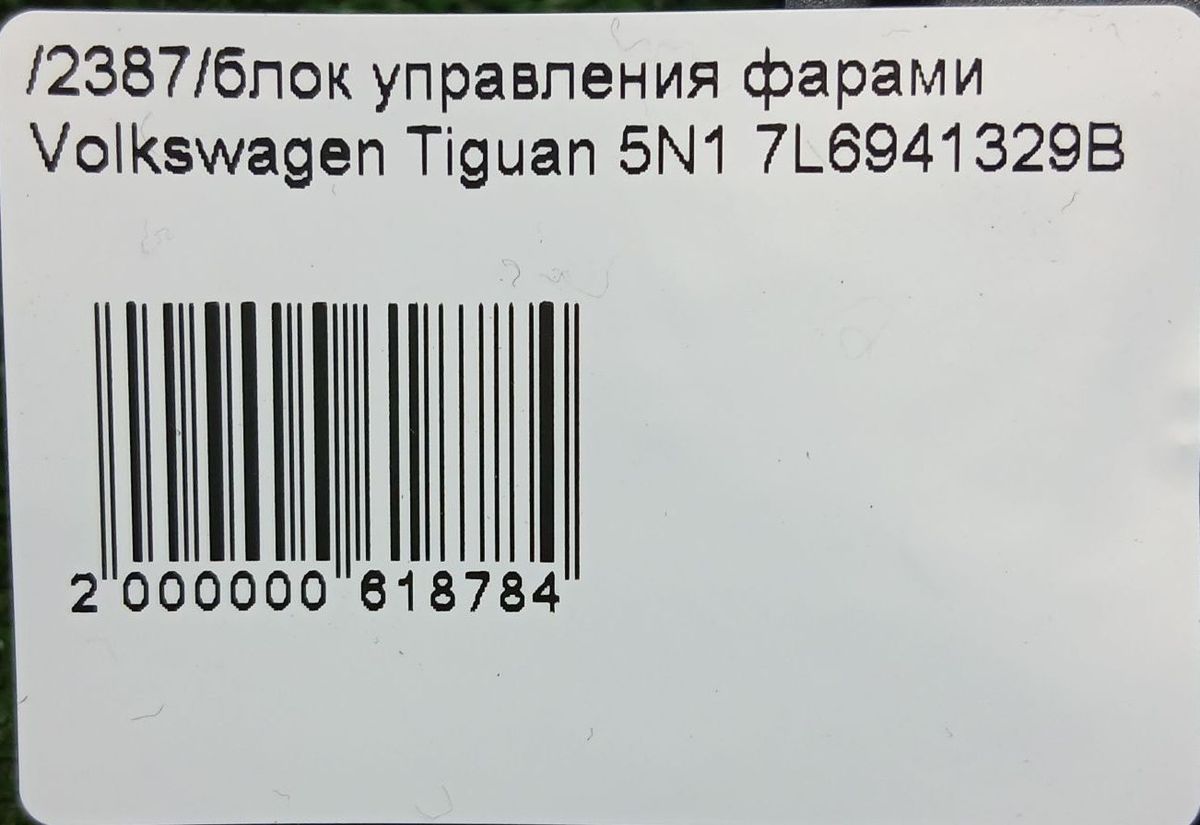 /2387/блок управления фарами
Volkswagen Tiguan 5N1 7L6941329B
2 000000 618784